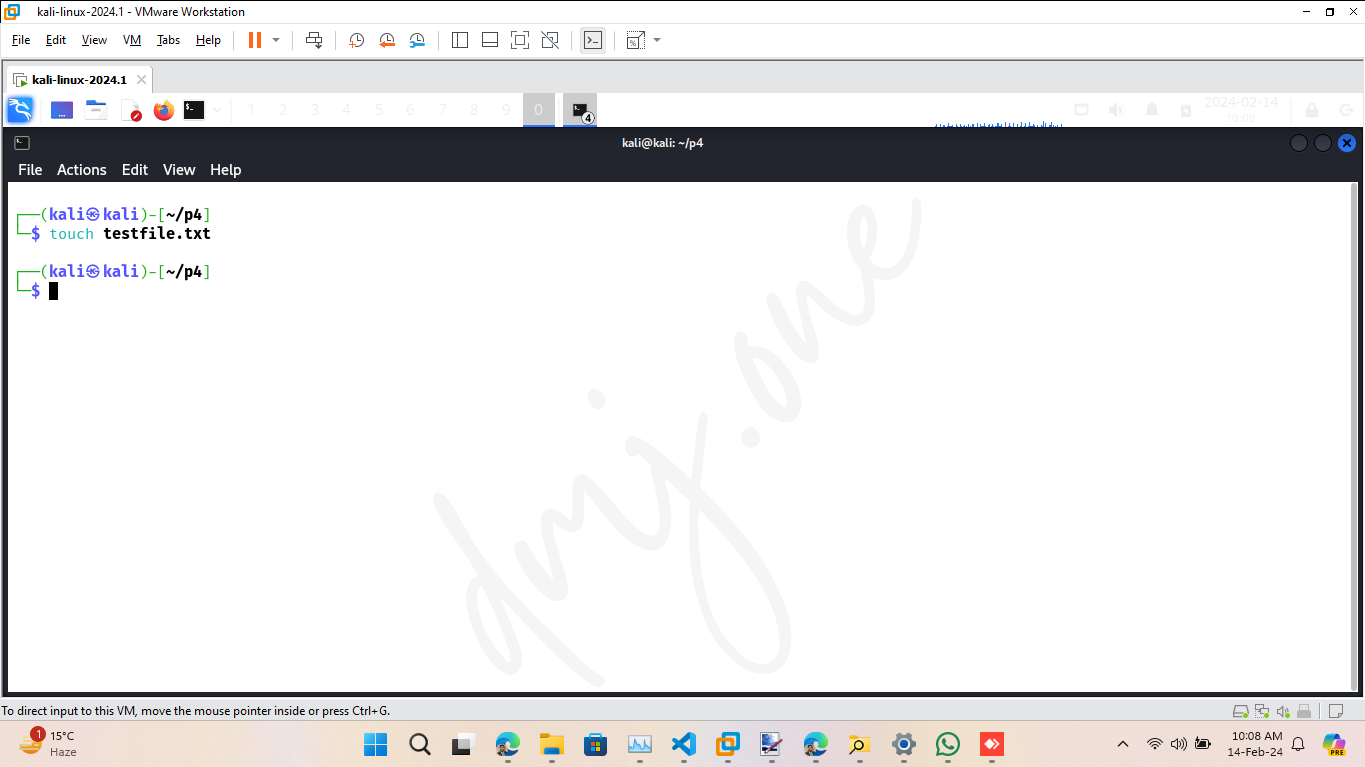 kali-linux-2024.1 - VMware Workstation
File Edit View VM Tabs Help
kali-linux-2024.1
1 2 3 4 5 6 7 8 9 0 4 2024-02-14
10:09
kali@kali: ~/p4
File Actions Edit View Help
┌──(kali㉿kali)-[~/p4]
└─$ touch testfile.txt
┌──(kali㉿kali)-[~/p4]
└─$
dmj.one
To direct input to this VM, move the mouse pointer inside or press Ctrl+G.
1 15°C
Haze
10:08 AM
14-Feb-24
PRE